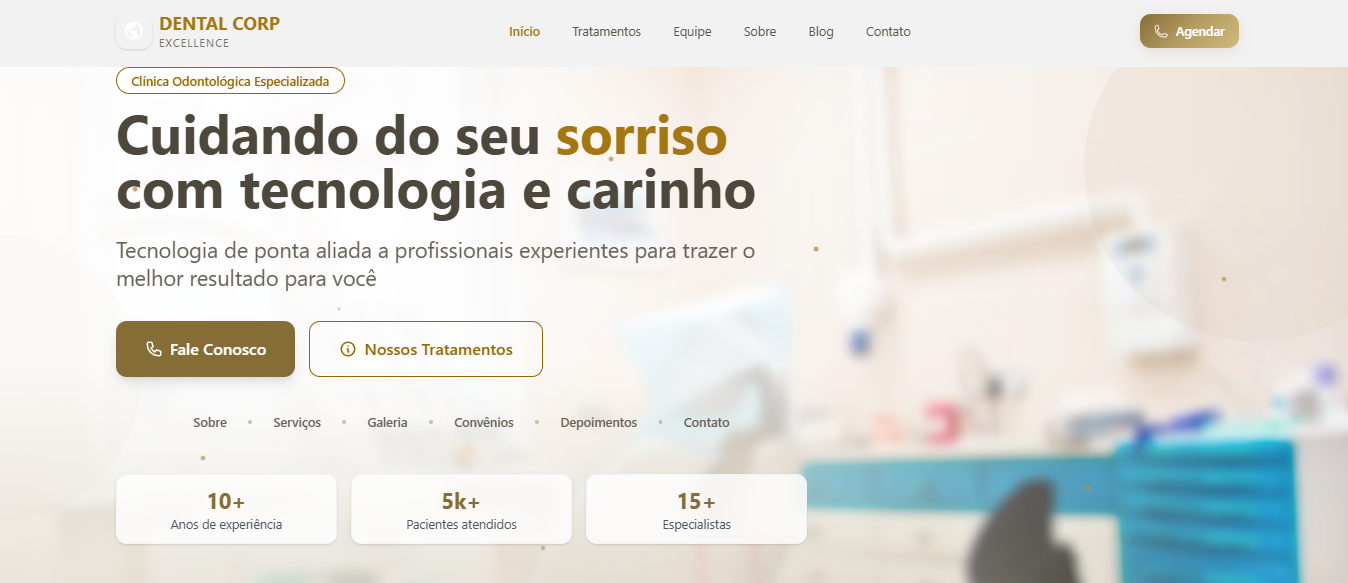 DENTAL CORP
EXCELLENCE
Início
Tratamentos
Equipe
Sobre
Blog
Contato
Agendar
Clínica Odontológica Especializada
Cuidando do seu sorriso
com tecnologia e carinho
Tecnologia de ponta aliada a profissionais experientes para trazer o
melhor resultado para você
Fale Conosco
Nossos Tratamentos
Sobre • Serviços • Galeria • Convênios • Depoimentos • Contato
10+
Anos de experiência
5k+
Pacientes atendidos
15+
Especialistas